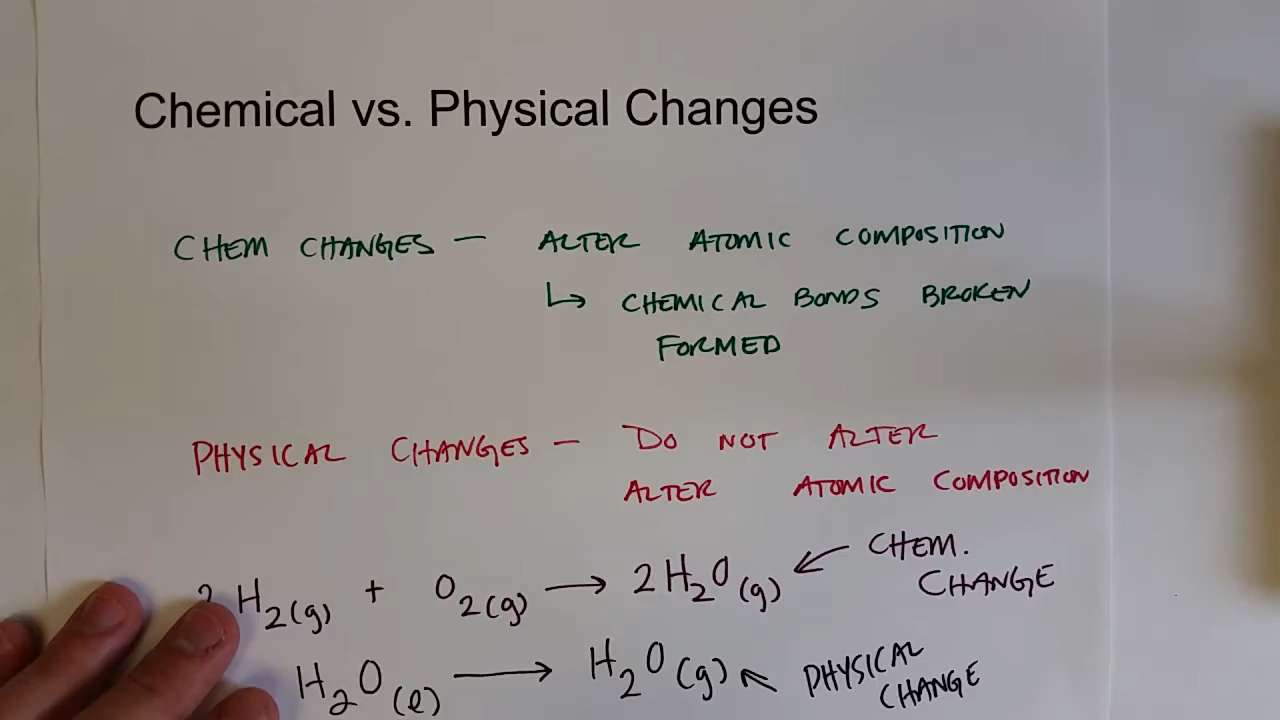 Chemical vs. Physical Changes
CHEM CHANGES — ALTER ATOMIC COMPOSITION
↳ CHEMICAL BONDS BROKEN
FORMED
PHYSICAL CHANGES — DO NOT ALTER
ALTER ATOMIC COMPOSITION
2 H₂(g) + O₂(g) → 2H₂O(g) ↙ CHEM.
CHANGE
H₂O(l) → H₂O(g) ↖ PHYSICAL
CHANGE